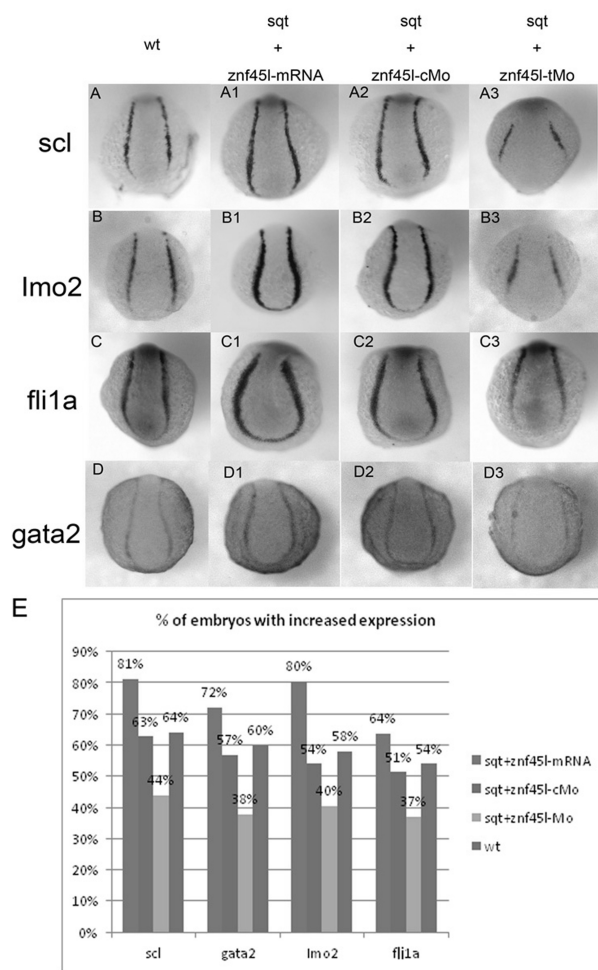 wt
sqt
+
znf45l-mRNA
sqt
+
znf45l-cMo
sqt
+
znf45l-tMo
scl
A
A1
A2
A3
lmo2
B
B1
B2
B3
fli1a
C
C1
C2
C3
gata2
D
D1
D2
D3
E
% of embryos with increased expression
90%
80%
70%
60%
50%
40%
30%
20%
10%
0%
81%
63%
44%
64%
72%
57%
38%
60%
80%
54%
40%
58%
64%
51%
37%
54%
scl
gata2
lmo2
fli1a
sqt+znf45l-mRNA
sqt+znf45l-cMo
sqt+znf45l-Mo
wt